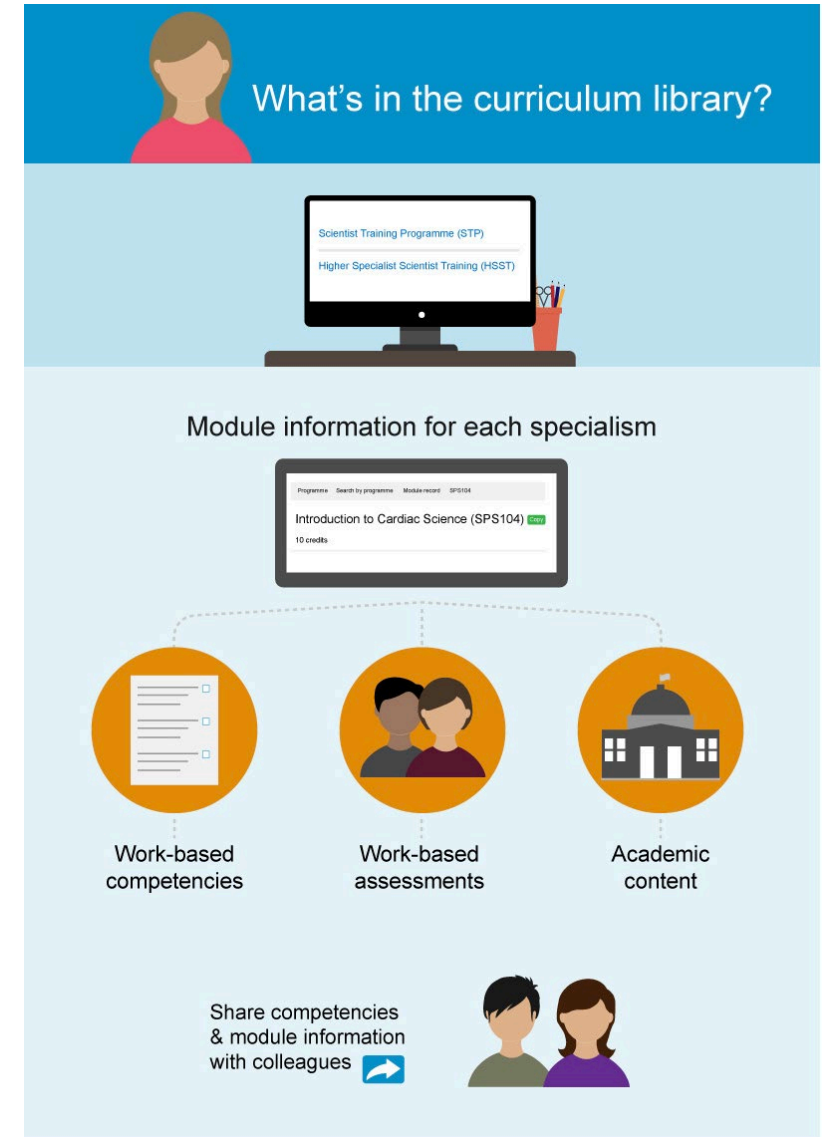 What's in the curriculum library?
Scientist Training Programme (STP)
Higher Specialist Scientist Training (HSST)
Module information for each specialism
Programme Search by programme Module record SPS104
Introduction to Cardiac Science (SPS104) Copy
10 credits
Work-based
competencies
Work-based
assessments
Academic
content
Share competencies
& module information
with colleagues